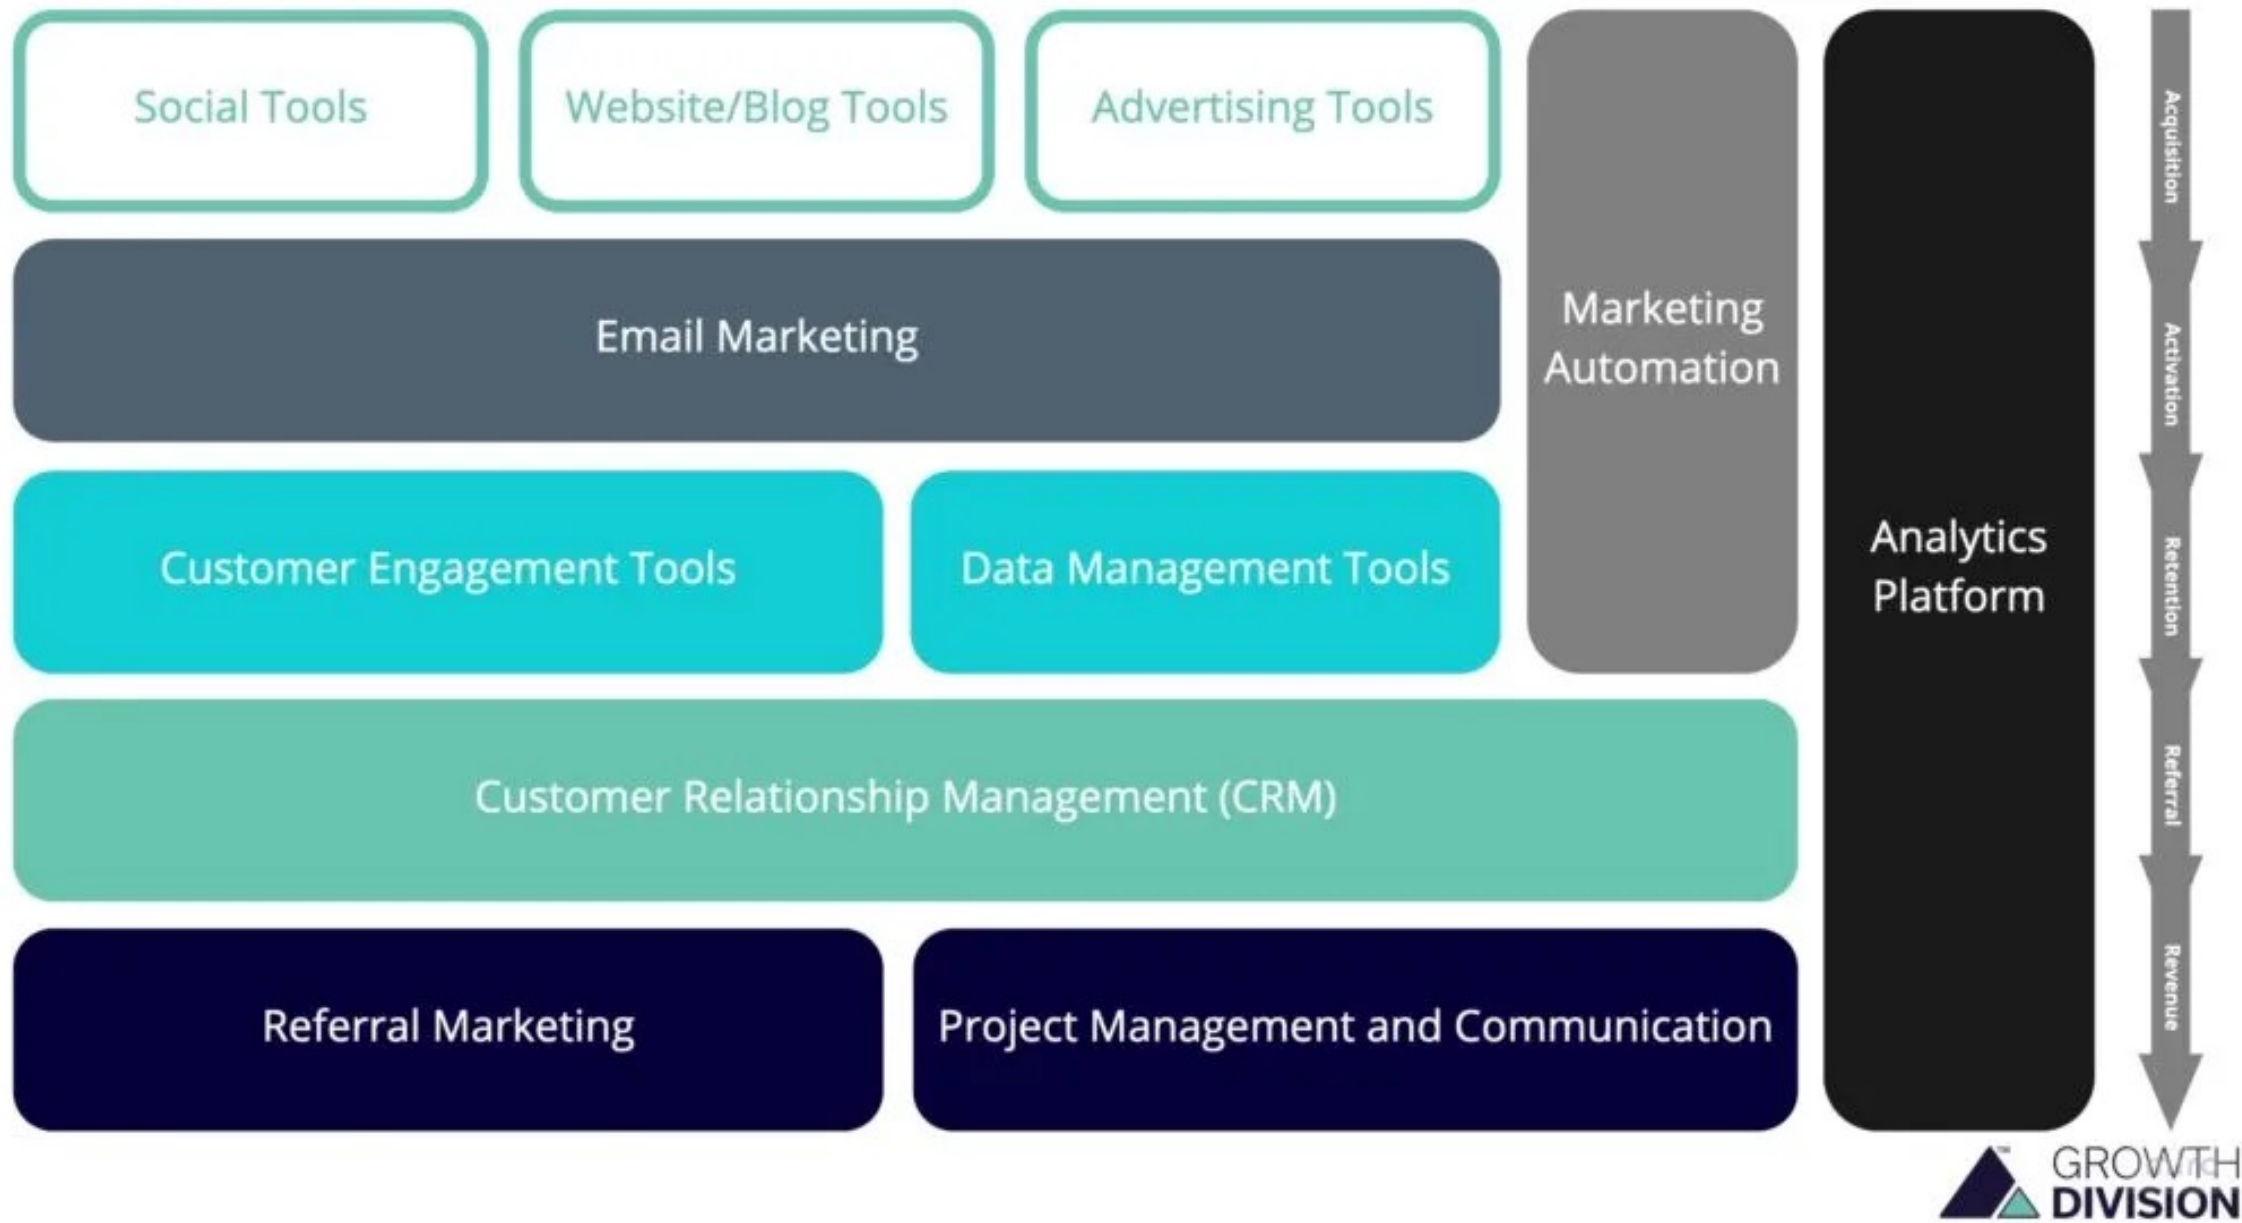 Social Tools
Website/Blog Tools
Advertising Tools
Email Marketing
Customer Engagement Tools
Data Management Tools
Marketing
Automation
Customer Relationship Management (CRM)
Referral Marketing
Project Management and Communication
Analytics
Platform
Acquisition
Activation
Retention
Referral
Revenue
GROWTH
DIVISION